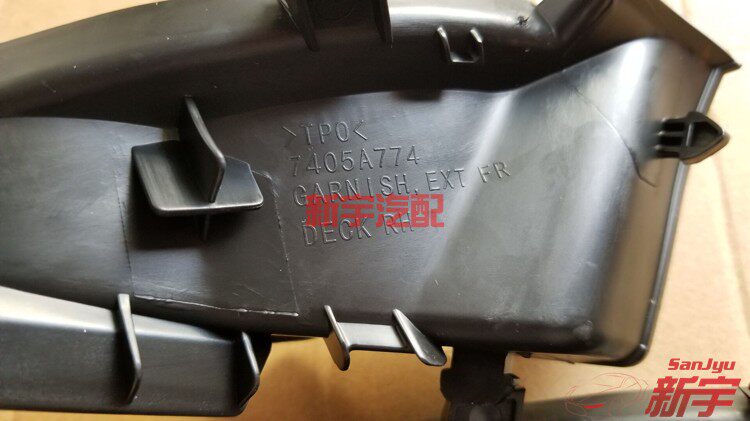 >TPO<
7405A774
GARNISH, EXT FR
新宇汽配
DECK RH
SanJyu
新宇